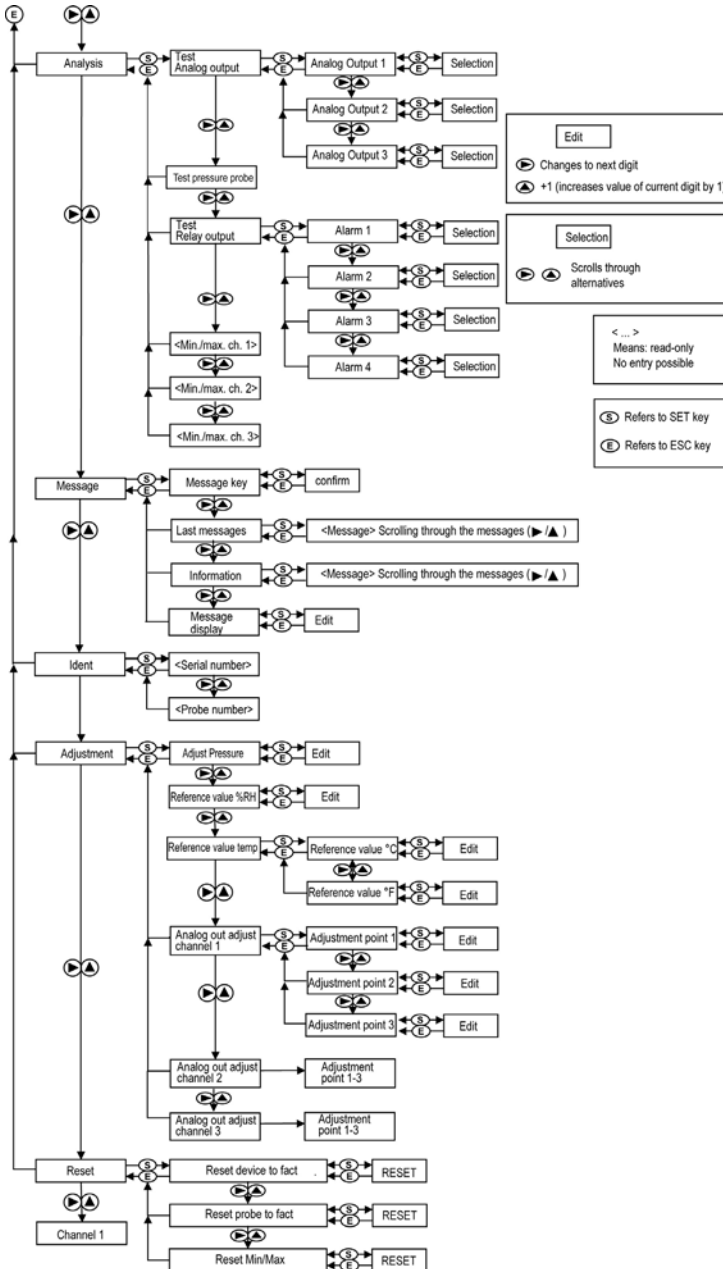 E
Analysis
S
E
Test
Analog output
S
E
Analog Output 1
S
E
Selection
Analog Output 2
S
E
Selection
Analog Output 3
S
E
Selection
Test pressure probe
Test
Relay output
S
E
Alarm 1
S
E
Selection
Alarm 2
S
E
Selection
Alarm 3
S
E
Selection
Alarm 4
S
E
Selection
<Min./max. ch. 1>
<Min./max. ch. 2>
<Min./max. ch. 3>
Edit
Changes to next digit
+1 (increases value of current digit by 1)
Selection
Scrolls through
alternatives
< ... >
Means: read-only
No entry possible
S Refers to SET key
E Refers to ESC key
Message
S
E
Message key
S
E
confirm
Last messages
S
E
<Message> Scrolling through the messages (▶/▲ )
Information
S
E
<Message> Scrolling through the messages (▶/▲ )
Message
display
S
E
Edit
Ident
S
E
<Serial number>
<Probe number>
Adjustment
S
E
Adjust Pressure
S
E
Edit
Reference value %RH
S
E
Edit
Reference value temp
S
E
Reference value °C
S
E
Edit
Reference value °F
S
E
Edit
Analog out adjust
channel 1
S
E
Adjustment point 1
S
E
Edit
Adjustment point 2
S
E
Edit
Adjustment point 3
S
E
Edit
Analog out adjust
channel 2
Adjustment
point 1-3
Analog out adjust
channel 3
Adjustment
point 1-3
Reset
S
E
Reset device to fact .
S
E
RESET
Reset probe to fact
S
E
RESET
Reset Min/Max
S
E
RESET
Channel 1